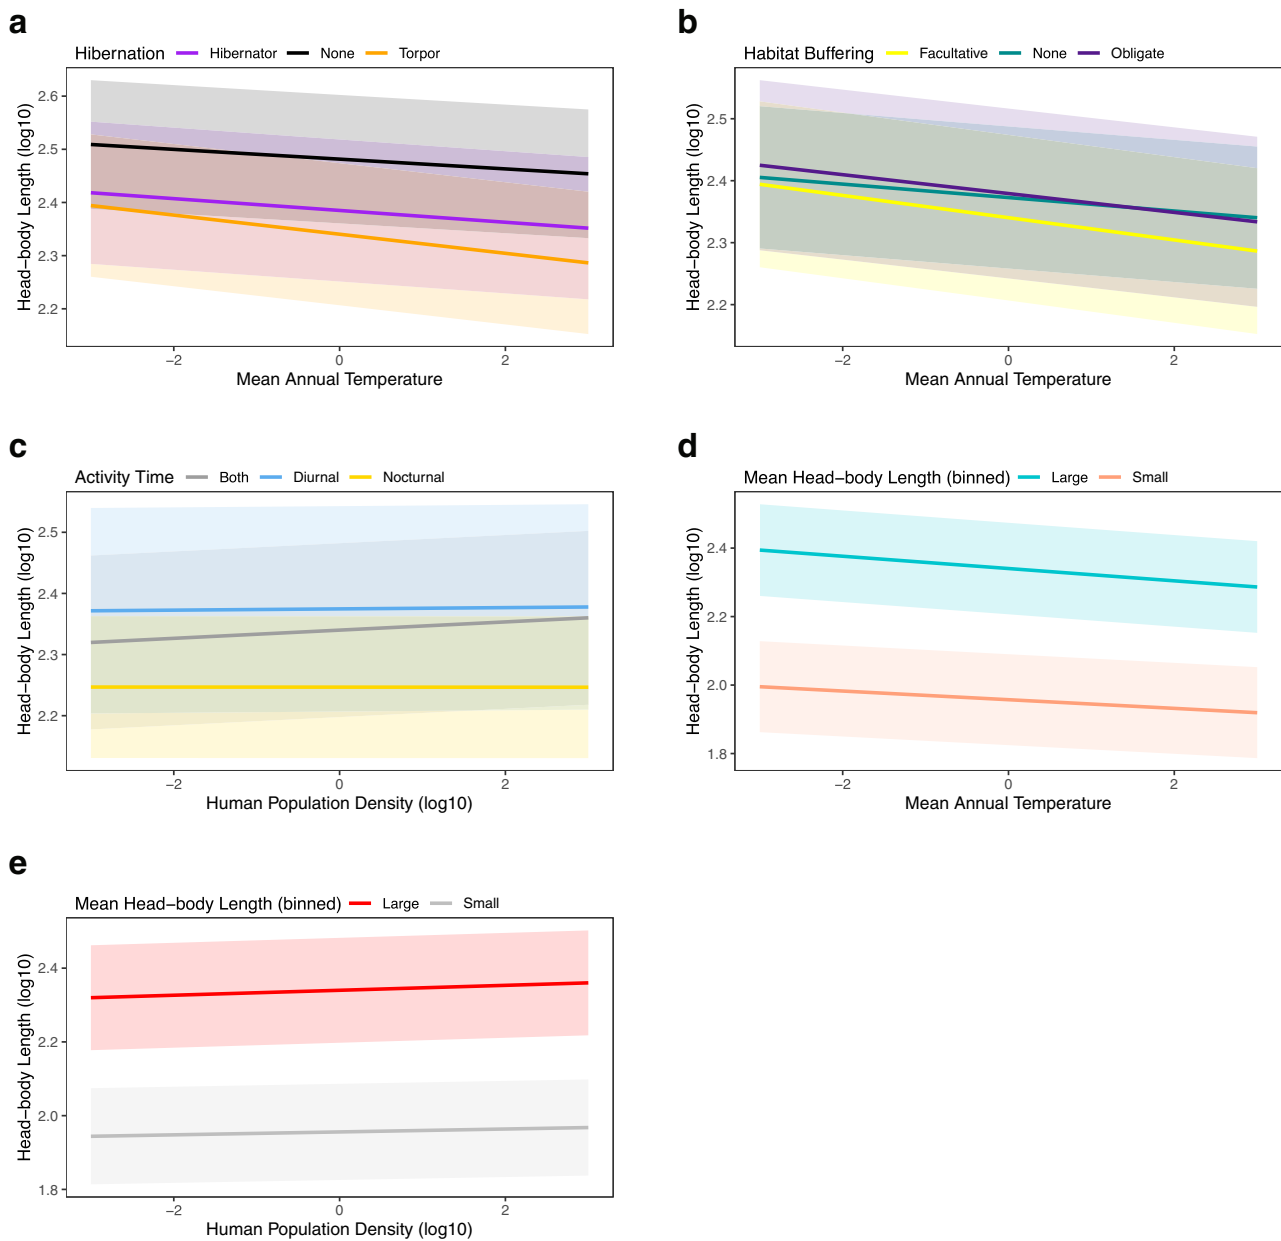 a
Hibernation Hibernator None Torpor
Head−body Length (log10)
2.6
2.5
2.4
2.3
2.2
−2 0 2
Mean Annual Temperature
b
Habitat Buffering Facultative None Obligate
Head−body Length (log10)
2.5
2.4
2.3
2.2
−2 0 2
Mean Annual Temperature
c
Activity Time Both Diurnal Nocturnal
Head−body Length (log10)
2.5
2.4
2.3
2.2
−2 0 2
Human Population Density (log10)
d
Mean Head−body Length (binned) Large Small
Head−body Length (log10)
2.4
2.2
2.0
1.8
−2 0 2
Mean Annual Temperature
e
Mean Head−body Length (binned) Large Small
Head−body Length (log10)
2.4
2.2
2.0
1.8
−2 0 2
Human Population Density (log10)